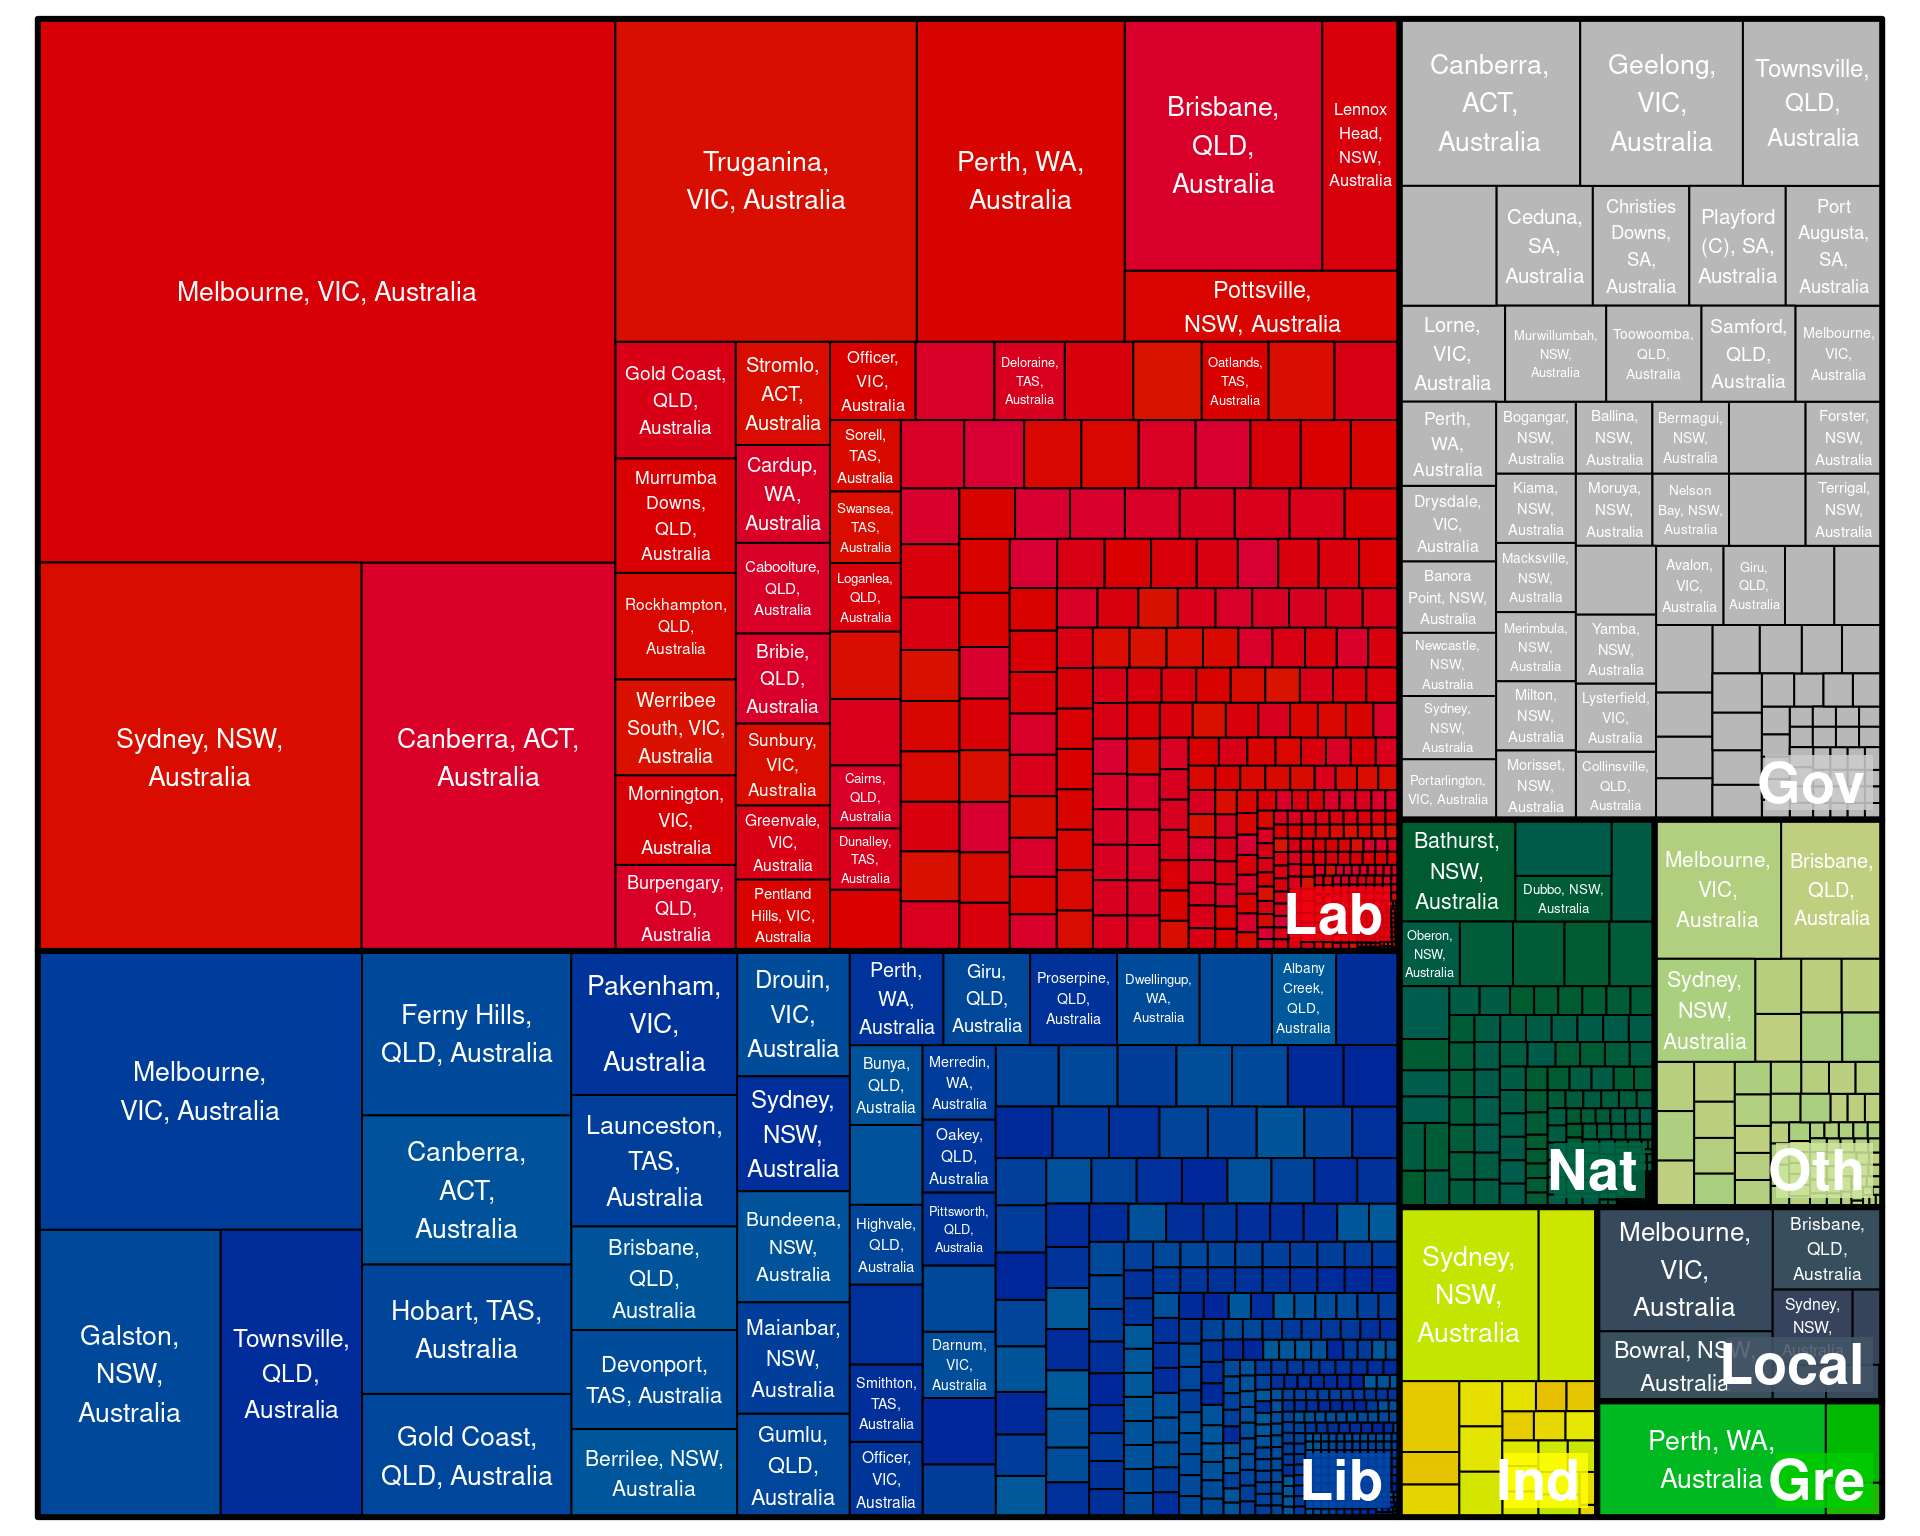 Melbourne, VIC, Australia
Sydney, NSW,
Australia
Canberra, ACT,
Australia
Truganina,
VIC, Australia
Perth, WA,
Australia
Brisbane,
QLD,
Australia
Lennox
Head,
NSW,
Australia
Pottsville,
NSW, Australia
Gold Coast,
QLD,
Australia
Murrumba
Downs,
QLD,
Australia
Rockhampton,
QLD,
Australia
Werribee
South, VIC,
Australia
Mornington,
VIC,
Australia
Burpengary,
QLD,
Australia
Stromlo,
ACT,
Australia
Cardup,
WA,
Australia
Caboolture,
QLD,
Australia
Bribie,
QLD,
Australia
Sunbury,
VIC,
Australia
Greenvale,
VIC,
Australia
Pentland
Hills, VIC,
Australia
Officer,
VIC,
Australia
Sorell,
TAS,
Australia
Swansea,
TAS,
Australia
Loganlea,
QLD,
Australia
Cairns,
QLD,
Australia
Dunalley,
TAS,
Australia
Deloraine,
TAS,
Australia
Oatlands,
TAS,
Australia
Lab
Melbourne,
VIC, Australia
Galston,
NSW,
Australia
Townsville,
QLD,
Australia
Ferny Hills,
QLD, Australia
Canberra,
ACT,
Australia
Hobart, TAS,
Australia
Gold Coast,
QLD, Australia
Pakenham,
VIC,
Australia
Launceston,
TAS,
Australia
Brisbane,
QLD,
Australia
Devonport,
TAS, Australia
Berrilee, NSW,
Australia
Drouin,
VIC,
Australia
Sydney,
NSW,
Australia
Bundeena,
NSW,
Australia
Maianbar,
NSW,
Australia
Gumlu,
QLD,
Australia
Perth,
WA,
Australia
Giru,
QLD,
Australia
Proserpine,
QLD,
Australia
Dwellingup,
WA,
Australia
Albany
Creek,
QLD,
Australia
Bunya,
QLD,
Australia
Highvale,
QLD,
Australia
Smithton,
TAS,
Australia
Officer,
VIC,
Australia
Merredin,
WA,
Australia
Oakey,
QLD,
Australia
Pittsworth,
QLD,
Australia
Darnum,
VIC,
Australia
Lib
Canberra,
ACT,
Australia
Geelong,
VIC,
Australia
Townsville,
QLD,
Australia
Ceduna,
SA,
Australia
Christies
Downs,
SA,
Australia
Playford
(C), SA,
Australia
Port
Augusta,
SA,
Australia
Lorne,
VIC,
Australia
Murwillumbah,
NSW,
Australia
Toowoomba,
QLD,
Australia
Samford,
QLD,
Australia
Melbourne,
VIC,
Australia
Perth,
WA,
Australia
Drysdale,
VIC,
Australia
Banora
Point, NSW,
Australia
Newcastle,
NSW,
Australia
Sydney,
NSW,
Australia
Portarlington,
VIC, Australia
Bogangar,
NSW,
Australia
Kiama,
NSW,
Australia
Macksville,
NSW,
Australia
Merimbula,
NSW,
Australia
Milton,
NSW,
Australia
Morisset,
NSW,
Australia
Ballina,
NSW,
Australia
Moruya,
NSW,
Australia
Yamba,
NSW,
Australia
Lysterfield,
VIC,
Australia
Collinsville,
QLD,
Australia
Bermagui,
NSW,
Australia
Nelson
Bay, NSW,
Australia
Forster,
NSW,
Australia
Terrigal,
NSW,
Australia
Avalon,
VIC,
Australia
Giru,
QLD,
Australia
Gov
Bathurst,
NSW,
Australia
Dubbo, NSW,
Australia
Oberon,
NSW,
Australia
Nat
Melbourne,
VIC,
Australia
Brisbane,
QLD,
Australia
Sydney,
NSW,
Australia
Oth
Sydney,
NSW,
Australia
Ind
Melbourne,
VIC,
Australia
Brisbane,
QLD,
Australia
Sydney,
NSW,
Australia
Bowral, NSW,
Australia
Local
Perth, WA,
Australia
Gre